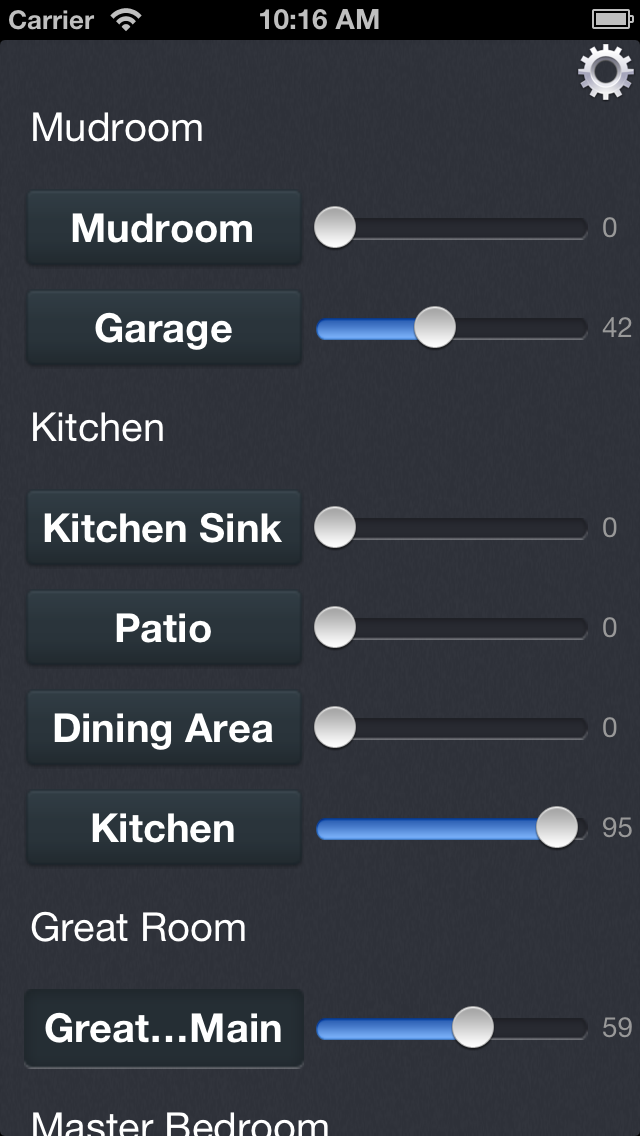 Carrier 10:16 AM
Mudroom
Mudroom 0
Garage 42
Kitchen
Kitchen Sink 0
Patio 0
Dining Area 0
Kitchen 95
Great Room
Great...Main 59
Master Bedroom